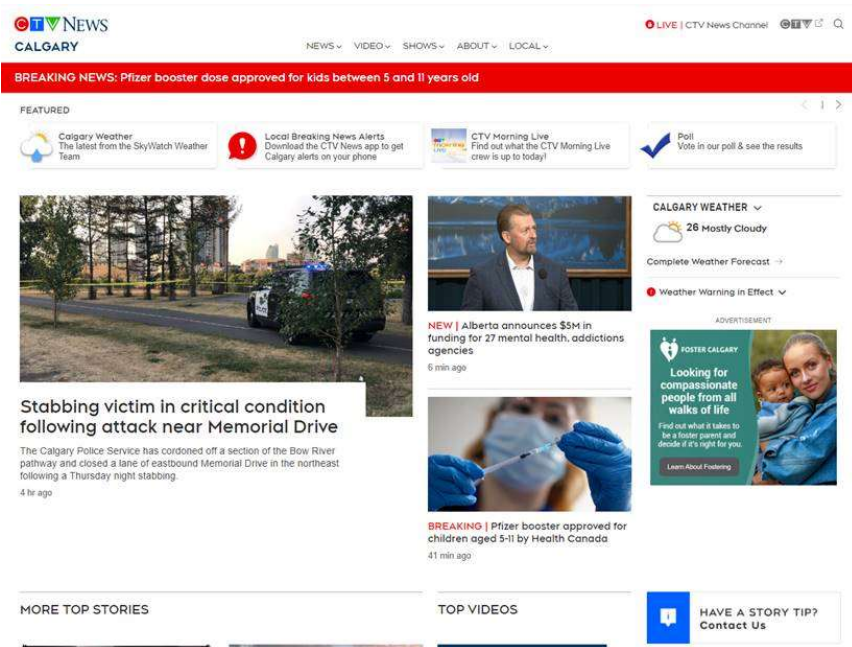 CTV NEWS
CALGARY
NEWS VIDEO SHOWS ABOUT LOCAL
LIVE | CTV News Channel CTV
BREAKING NEWS: Pfizer booster dose approved for kids between 5 and 11 years old
FEATURED
1
Calgary Weather
The latest from the SkyWatch Weather
Team
Local Breaking News Alerts
Download the CTV News app to get
Calgary alerts on your phone
CTV Morning Live
Find out what the CTV Morning Live
crew is up to today!
Poll
Vote in our poll & see the results
POLICE
Stabbing victim in critical condition
following attack near Memorial Drive
The Calgary Police Service has cordoned off a section of the Bow River
pathway and closed a lane of eastbound Memorial Drive in the northeast
following a Thursday night stabbing.
4 hr ago
NEW | Alberta announces $5M in
funding for 27 mental health, addictions
agencies
6 min ago
BREAKING | Pfizer booster approved for
children aged 5-11 by Health Canada
41 min ago
CALGARY WEATHER
26 Mostly Cloudy
Complete Weather Forecast →
Weather Warning in Effect
ADVERTISEMENT
FOSTER CALGARY
Looking for
compassionate
people from all
walks of life
Find out what it takes to
be a foster parent and
decide if it's right for you.
Learn About Fostering
MORE TOP STORIES
TOP VIDEOS
HAVE A STORY TIP?
Contact Us